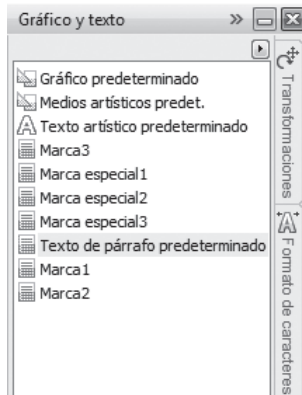 Gráfico y texto
Gráfico predeterminado
Medios artísticos predet.
Texto artístico predeterminado
Marca3
Marca especial1
Marca especial2
Marca especial3
Texto de párrafo predeterminado
Marca1
Marca2
Transformaciones
Formato de caracteres